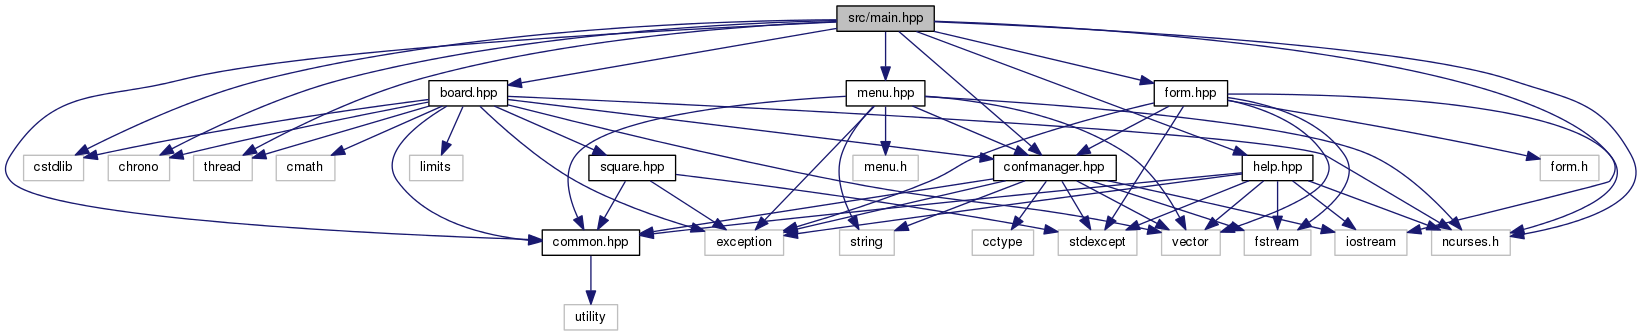 src/main.hpp
board.hpp
menu.hpp
form.hpp
cstdlib
chrono
thread
cmath
limits
square.hpp
menu.h
confmanager.hpp
help.hpp
form.h
common.hpp
exception
string
cctype
stdexcept
vector
fstream
iostream
ncurses.h
utility